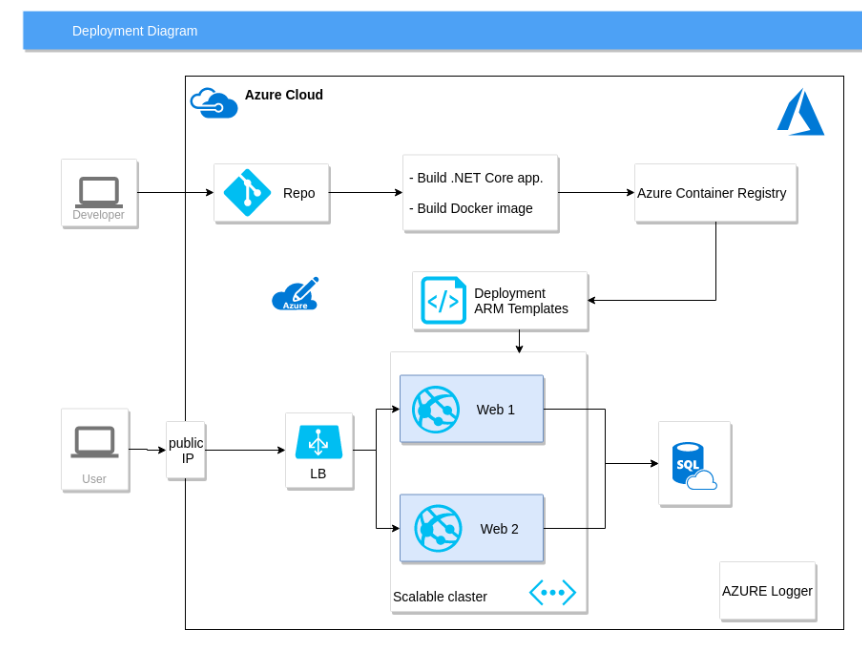 Deployment Diagram
Azure Cloud
Developer
Repo
- Build .NET Core app.
- Build Docker image
Azure Container Registry
Azure
</>
Deployment
ARM Templates
User
public
IP
LB
Web 1
Web 2
SQL
Scalable claster
AZURE Logger